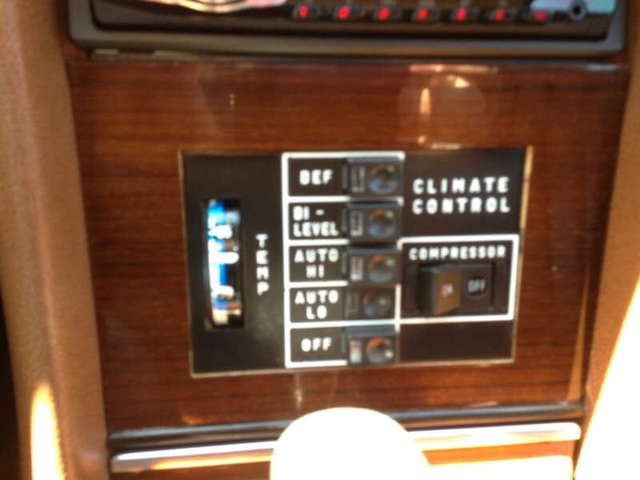 DEF
BI-
LEVEL
AUTO
HI
AUTO
LO
OFF
TEMP
CLIMATE
CONTROL
COMPRESSOR
ON OFF